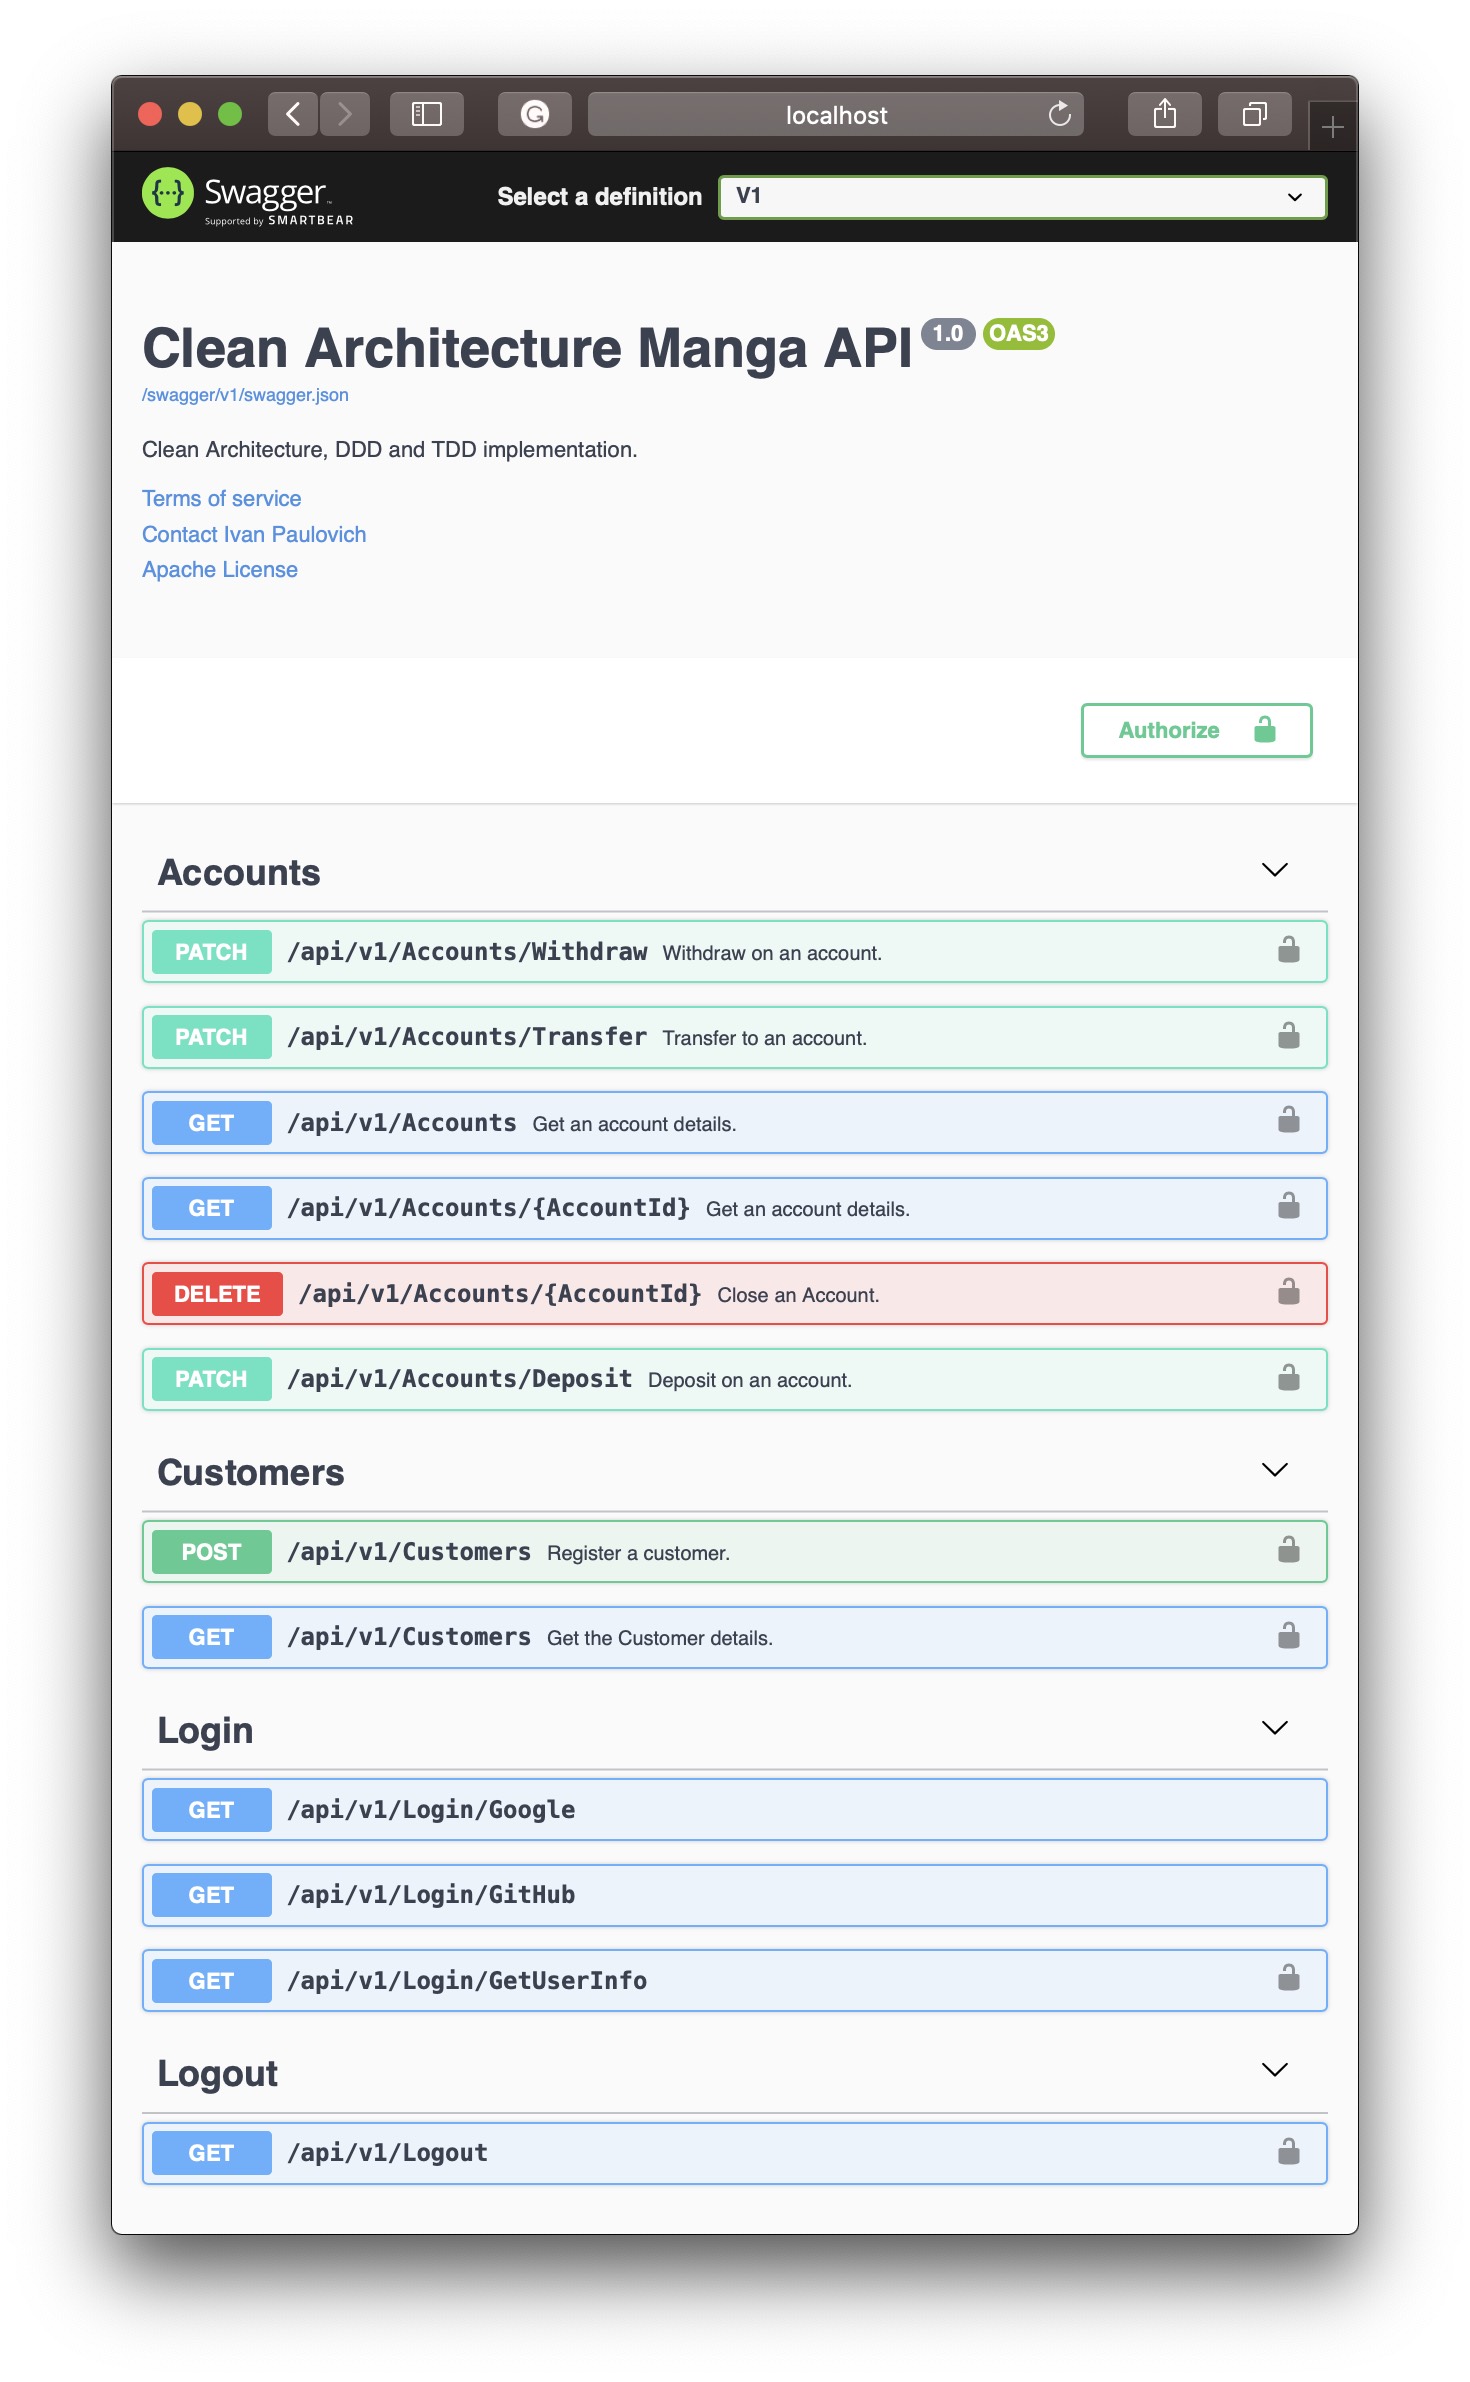 localhost
Swagger™
Supported by SMARTBEAR
Select a definition
V1
Clean Architecture Manga API 1.0 OAS3
/swagger/v1/swagger.json
Clean Architecture, DDD and TDD implementation.
Terms of service
Contact Ivan Paulovich
Apache License
Authorize
Accounts
PATCH /api/v1/Accounts/Withdraw Withdraw on an account.
PATCH /api/v1/Accounts/Transfer Transfer to an account.
GET /api/v1/Accounts Get an account details.
GET /api/v1/Accounts/{AccountId} Get an account details.
DELETE /api/v1/Accounts/{AccountId} Close an Account.
PATCH /api/v1/Accounts/Deposit Deposit on an account.
Customers
POST /api/v1/Customers Register a customer.
GET /api/v1/Customers Get the Customer details.
Login
GET /api/v1/Login/Google
GET /api/v1/Login/GitHub
GET /api/v1/Login/GetUserInfo
Logout
GET /api/v1/Logout